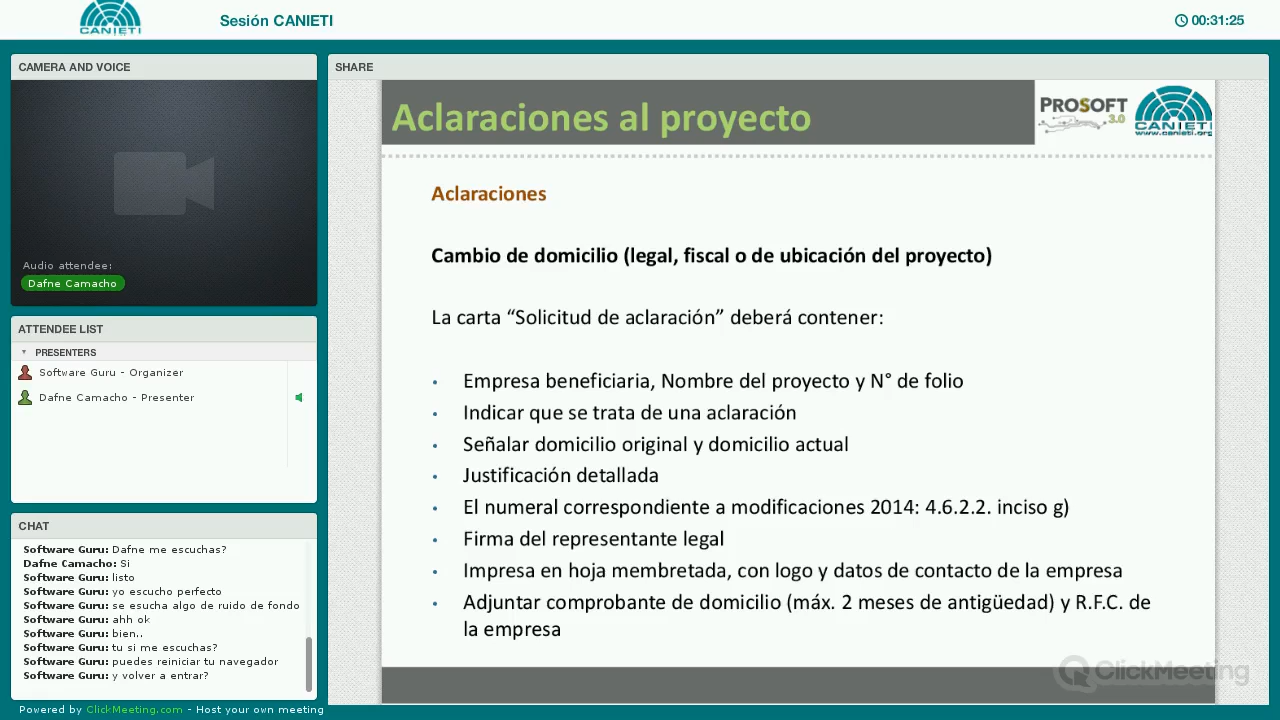 CANIETI
Sesión CANIETI
00:31:25
CAMERA AND VOICE
Audio attendee:
Dafne Camacho
ATTENDEE LIST
PRESENTERS
Software Guru - Organizer
Dafne Camacho - Presenter
CHAT
Software Guru: Dafne me escuchas?
Dafne Camacho: Si
Software Guru: listo
Software Guru: yo escucho perfecto
Software Guru: se esucha algo de ruido de fondo
Software Guru: ahh ok
Software Guru: bien..
Software Guru: tu si me escuchas?
Software Guru: puedes reiniciar tu navegador
Software Guru: y volver a entrar?
Powered by ClickMeeting.com - Host your own meeting
SHARE
Aclaraciones al proyecto
PROSOFT
3.0
CANIETI
www.canieti.org
Aclaraciones
Cambio de domicilio (legal, fiscal o de ubicación del proyecto)
La carta “Solicitud de aclaración” deberá contener:
• Empresa beneficiaria, Nombre del proyecto y N° de folio
• Indicar que se trata de una aclaración
• Señalar domicilio original y domicilio actual
• Justificación detallada
• El numeral correspondiente a modificaciones 2014: 4.6.2.2. inciso g)
• Firma del representante legal
• Impresa en hoja membretada, con logo y datos de contacto de la empresa
• Adjuntar comprobante de domicilio (máx. 2 meses de antigüedad) y R.F.C. de
la empresa
ClickMeeting